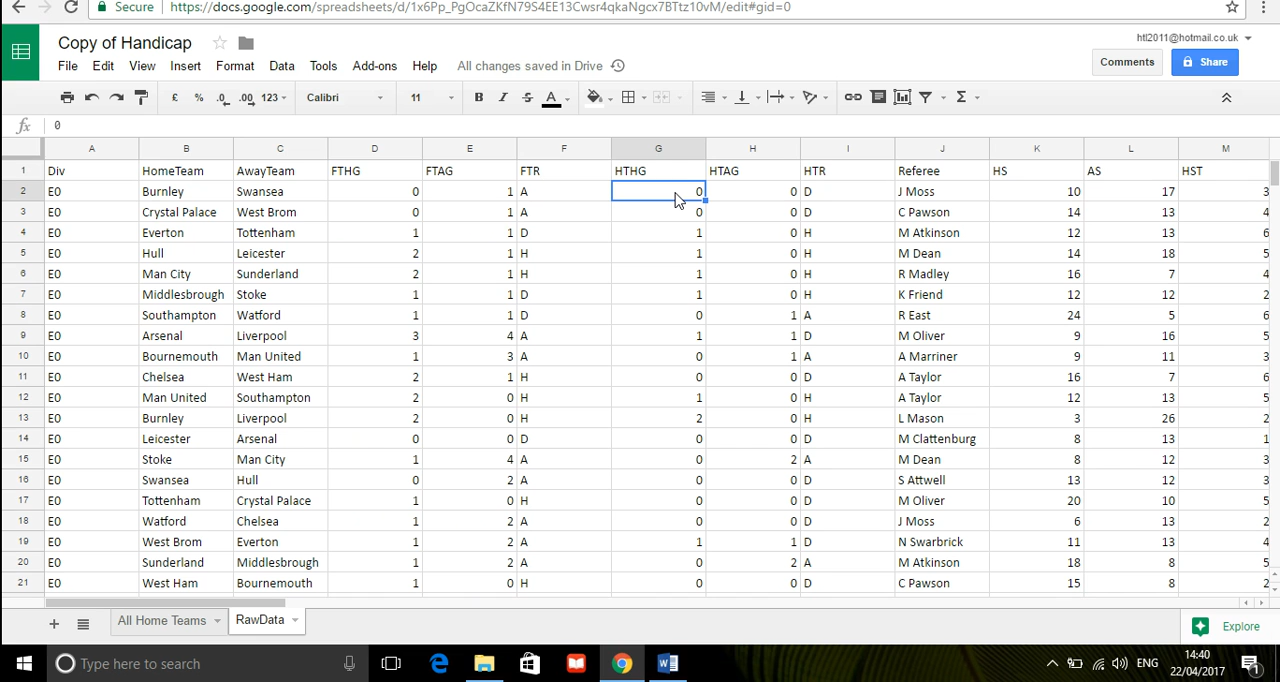 Secure https://docs.google.com/spreadsheets/d/1x6Pp_PgOcaZKfN79S4EE13Cwsr4qkaNgcx7BTtz10vM/edit#gid=0
Copy of Handicap htl2011@hotmail.co.uk
File Edit View Insert Format Data Tools Add-ons Help All changes saved in Drive Comments Share
£ % .0 .00 123 Calibri 11 B I S A Σ
fx 0
A B C D E F G H I J K L M
1 Div HomeTeam AwayTeam FTHG FTAG FTR HTHG HTAG HTR Referee HS AS HST
2 E0 Burnley Swansea 0 1 A 0 0 D J Moss 10 17 3
3 E0 Crystal Palace West Brom 0 1 A 0 0 D C Pawson 14 13 4
4 E0 Everton Tottenham 1 1 D 1 0 H M Atkinson 12 13 6
5 E0 Hull Leicester 2 1 H 1 0 H M Dean 14 18 5
6 E0 Man City Sunderland 2 1 H 1 0 H R Madley 16 7 4
7 E0 Middlesbrough Stoke 1 1 D 1 0 H K Friend 12 12 2
8 E0 Southampton Watford 1 1 D 0 1 A R East 24 5 6
9 E0 Arsenal Liverpool 3 4 A 1 1 D M Oliver 9 16 5
10 E0 Bournemouth Man United 1 3 A 0 1 A A Marriner 9 11 3
11 E0 Chelsea West Ham 2 1 H 0 0 D A Taylor 16 7 6
12 E0 Man United Southampton 2 0 H 1 0 H A Taylor 12 13 5
13 E0 Burnley Liverpool 2 0 H 2 0 H L Mason 3 26 2
14 E0 Leicester Arsenal 0 0 D 0 0 D M Clattenburg 8 13 1
15 E0 Stoke Man City 1 4 A 0 2 A M Dean 8 12 3
16 E0 Swansea Hull 0 2 A 0 0 D S Attwell 13 12 3
17 E0 Tottenham Crystal Palace 1 0 H 0 0 D M Oliver 20 10 5
18 E0 Watford Chelsea 1 2 A 0 0 D J Moss 6 13 2
19 E0 West Brom Everton 1 2 A 1 1 D N Swarbrick 11 13 4
20 E0 Sunderland Middlesbrough 1 2 A 0 2 A M Atkinson 18 8 5
21 E0 West Ham Bournemouth 1 0 H 0 0 D C Pawson 15 8 2
+ All Home Teams RawData Explore
Type here to search ENG 14:40
22/04/2017 1